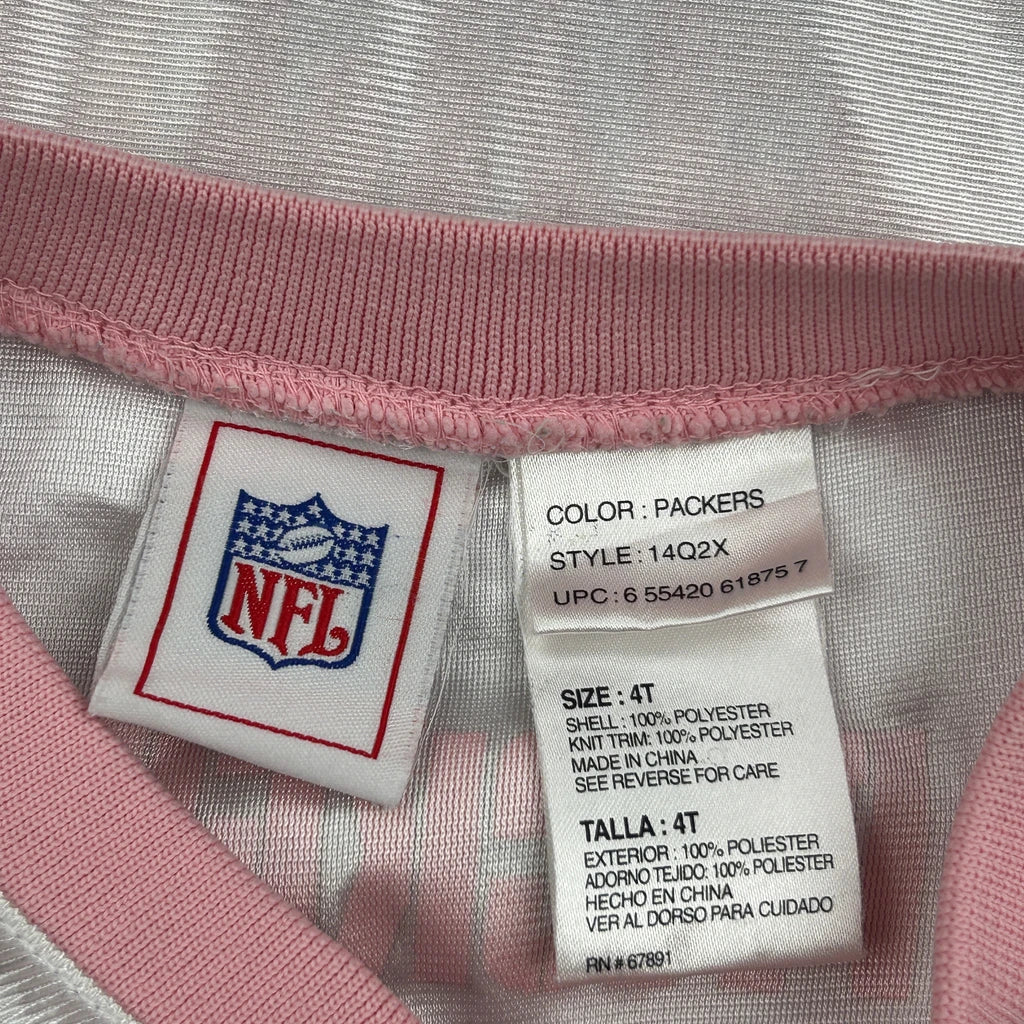 NFL
COLOR : PACKERS
STYLE : 14Q2X
UPC : 6 55420 61875 7
SIZE : 4T
SHELL : 100% POLYESTER
KNIT TRIM: 100% POLYESTER
MADE IN CHINA
SEE REVERSE FOR CARE
TALLA : 4T
EXTERIOR : 100% POLIESTER
ADORNO TEJIDO: 100% POLIESTER
HECHO EN CHINA
VER AL DORSO PARA CUIDADO
RN # 67891